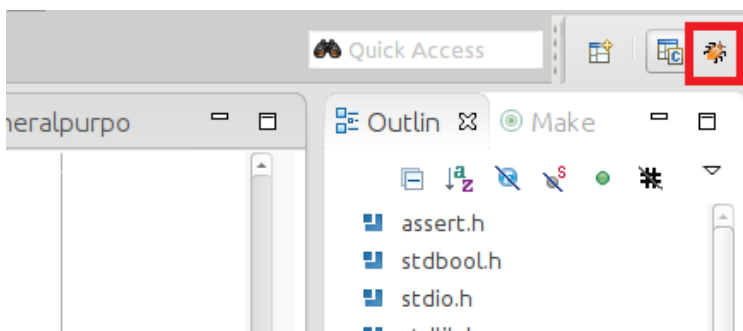 Quick Access
neralpurpo
Outlin
Make
assert.h
stdbool.h
stdio.h